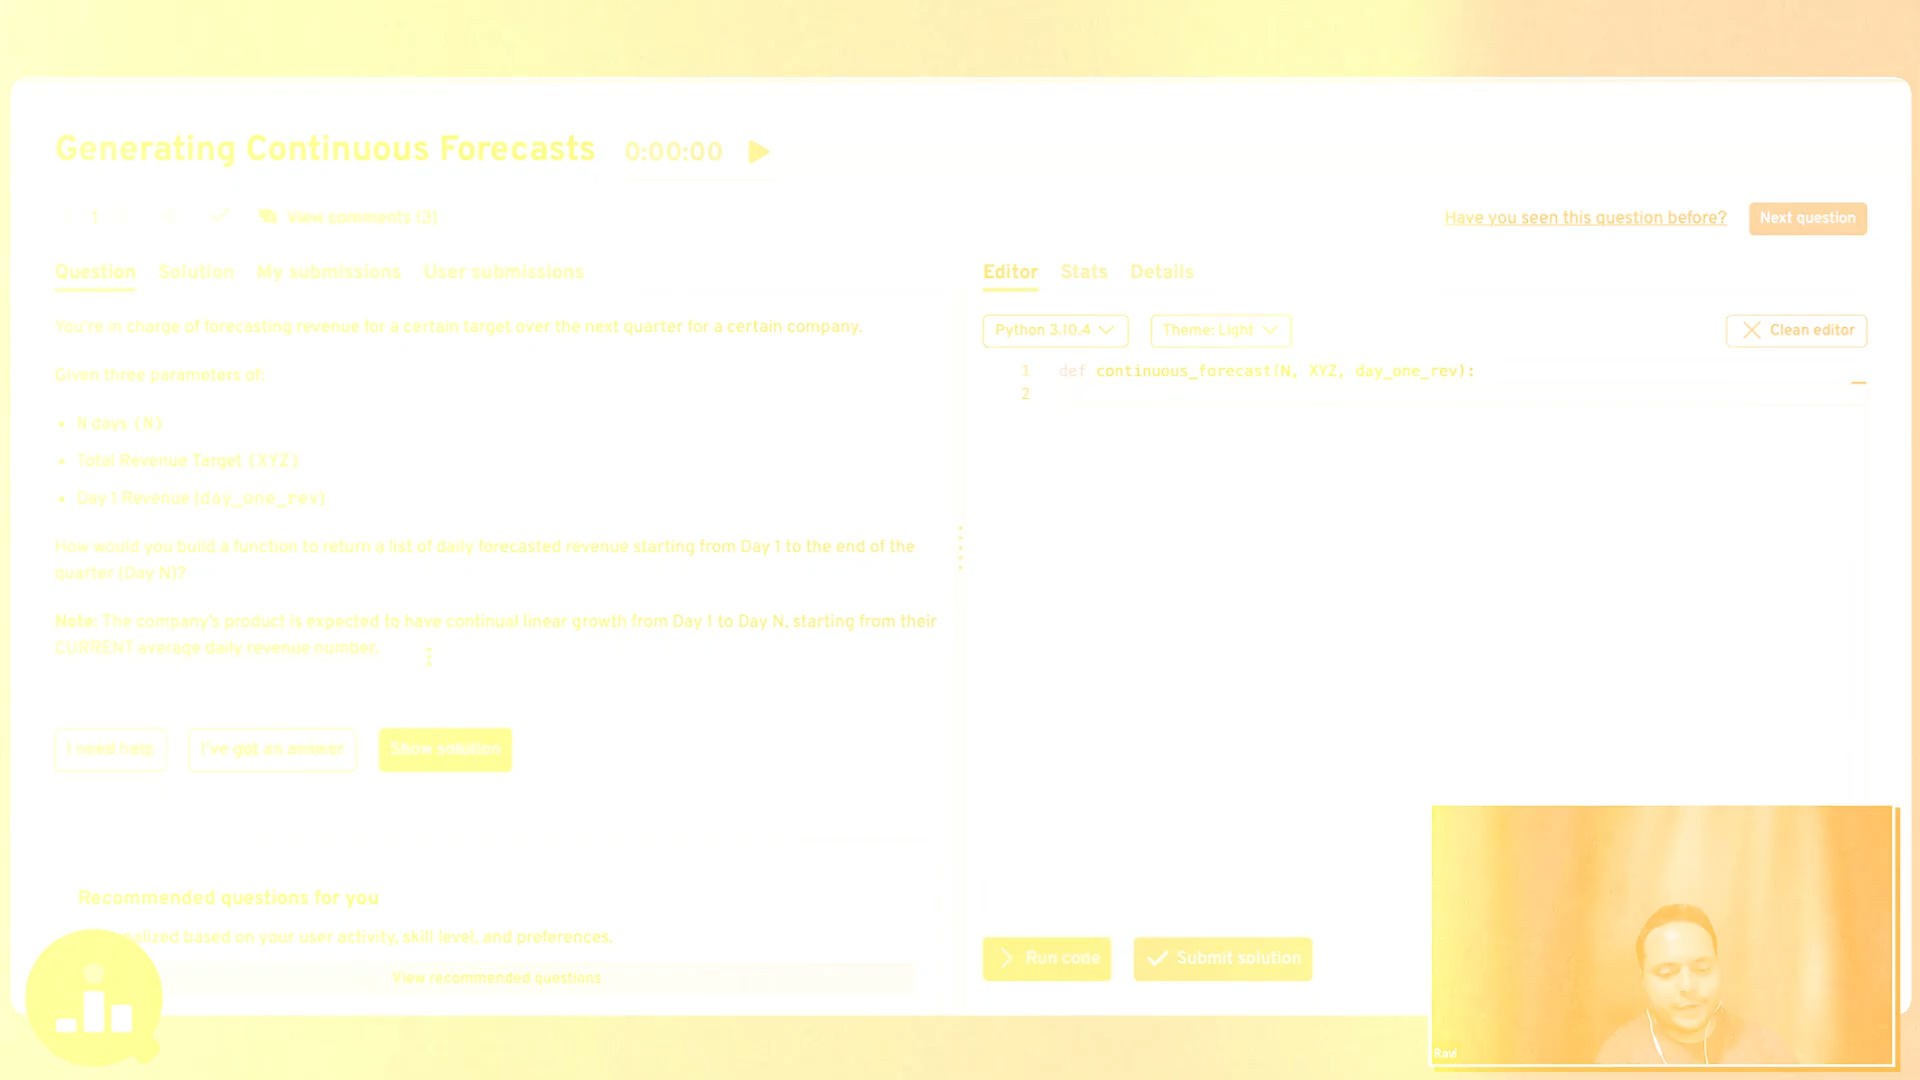 Generating Continuous Forecasts 0:00:00
1 View comments (3)
Have you seen this question before? Next question
Question Solution My submissions User submissions
You're in charge of forecasting revenue for a certain target over the next quarter for a certain company.
Given three parameters of:
• N days (N)
• Total Revenue Target (XYZ)
• Day 1 Revenue (day_one_rev)
How would you build a function to return a list of daily forecasted revenue starting from Day 1 to the end of the
quarter (Day N)?
Note: The company's product is expected to have continual linear growth from Day 1 to Day N, starting from their
CURRENT average daily revenue number.
I need help I've got an answer Show solution
Recommended questions for you
alized based on your user activity, skill level, and preferences.
View recommended questions
Editor Stats Details
Python 3.10.4 Theme: Light Clean editor
1 def continuous_forecast(N, XYZ, day_one_rev):
2
Run code Submit solution
Ravi